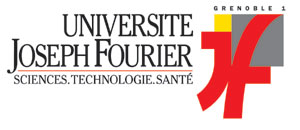 GRENOBLE 1
UNIVERSITE
JOSEPH FOURIER
SCIENCES.TECHNOLOGIE.SANTÉ